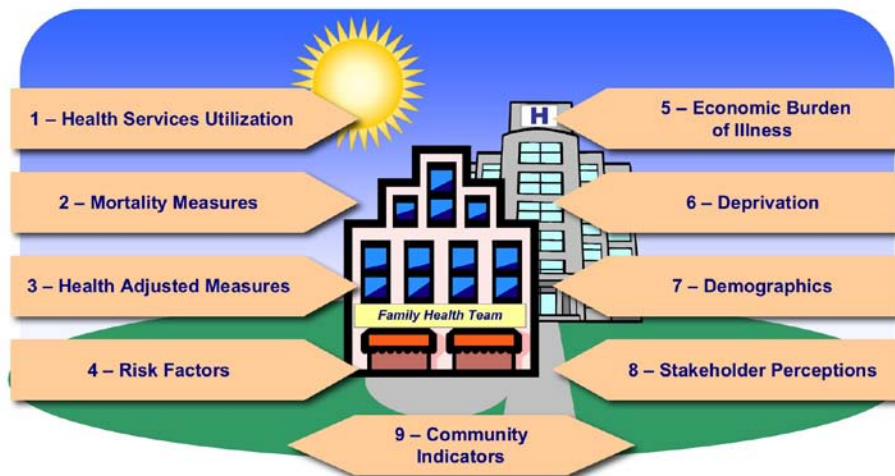 1 – Health Services Utilization
2 – Mortality Measures
3 – Health Adjusted Measures
4 – Risk Factors
H
5 – Economic Burden
of Illness
6 – Deprivation
7 – Demographics
8 – Stakeholder Perceptions
Family Health Team
9 – Community
Indicators